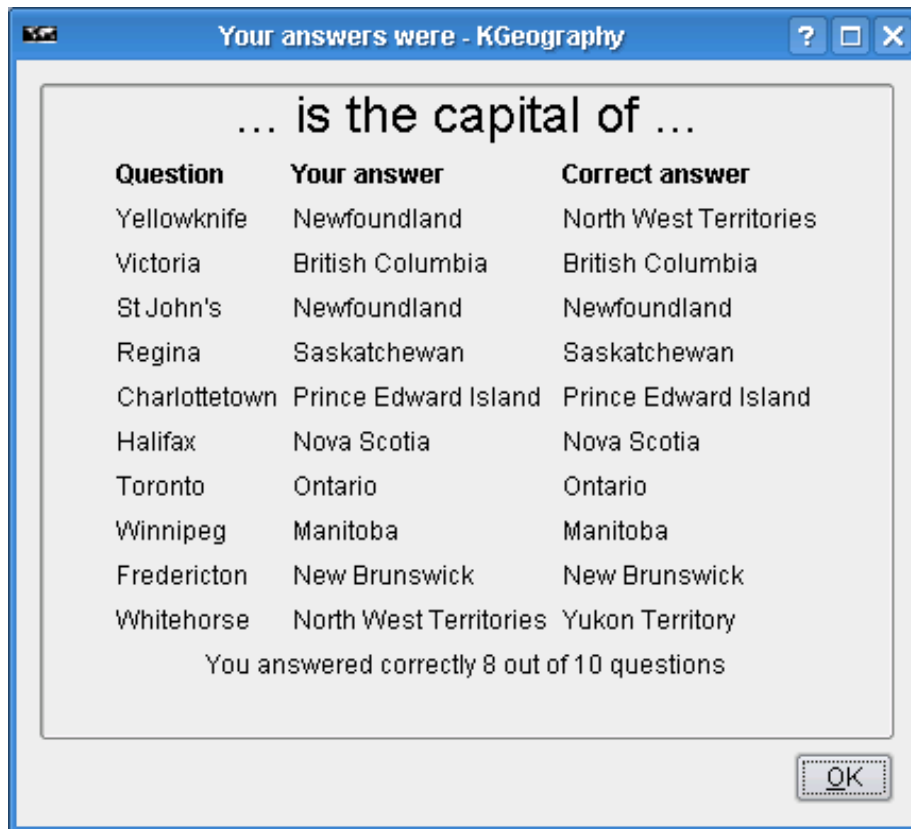 Your answers were - KGeography
... is the capital of ...
Question Your answer Correct answer
Yellowknife Newfoundland North West Territories
Victoria British Columbia British Columbia
St John's Newfoundland Newfoundland
Regina Saskatchewan Saskatchewan
Charlottetown Prince Edward Island Prince Edward Island
Halifax Nova Scotia Nova Scotia
Toronto Ontario Ontario
Winnipeg Manitoba Manitoba
Fredericton New Brunswick New Brunswick
Whitehorse North West Territories Yukon Territory
You answered correctly 8 out of 10 questions
OK